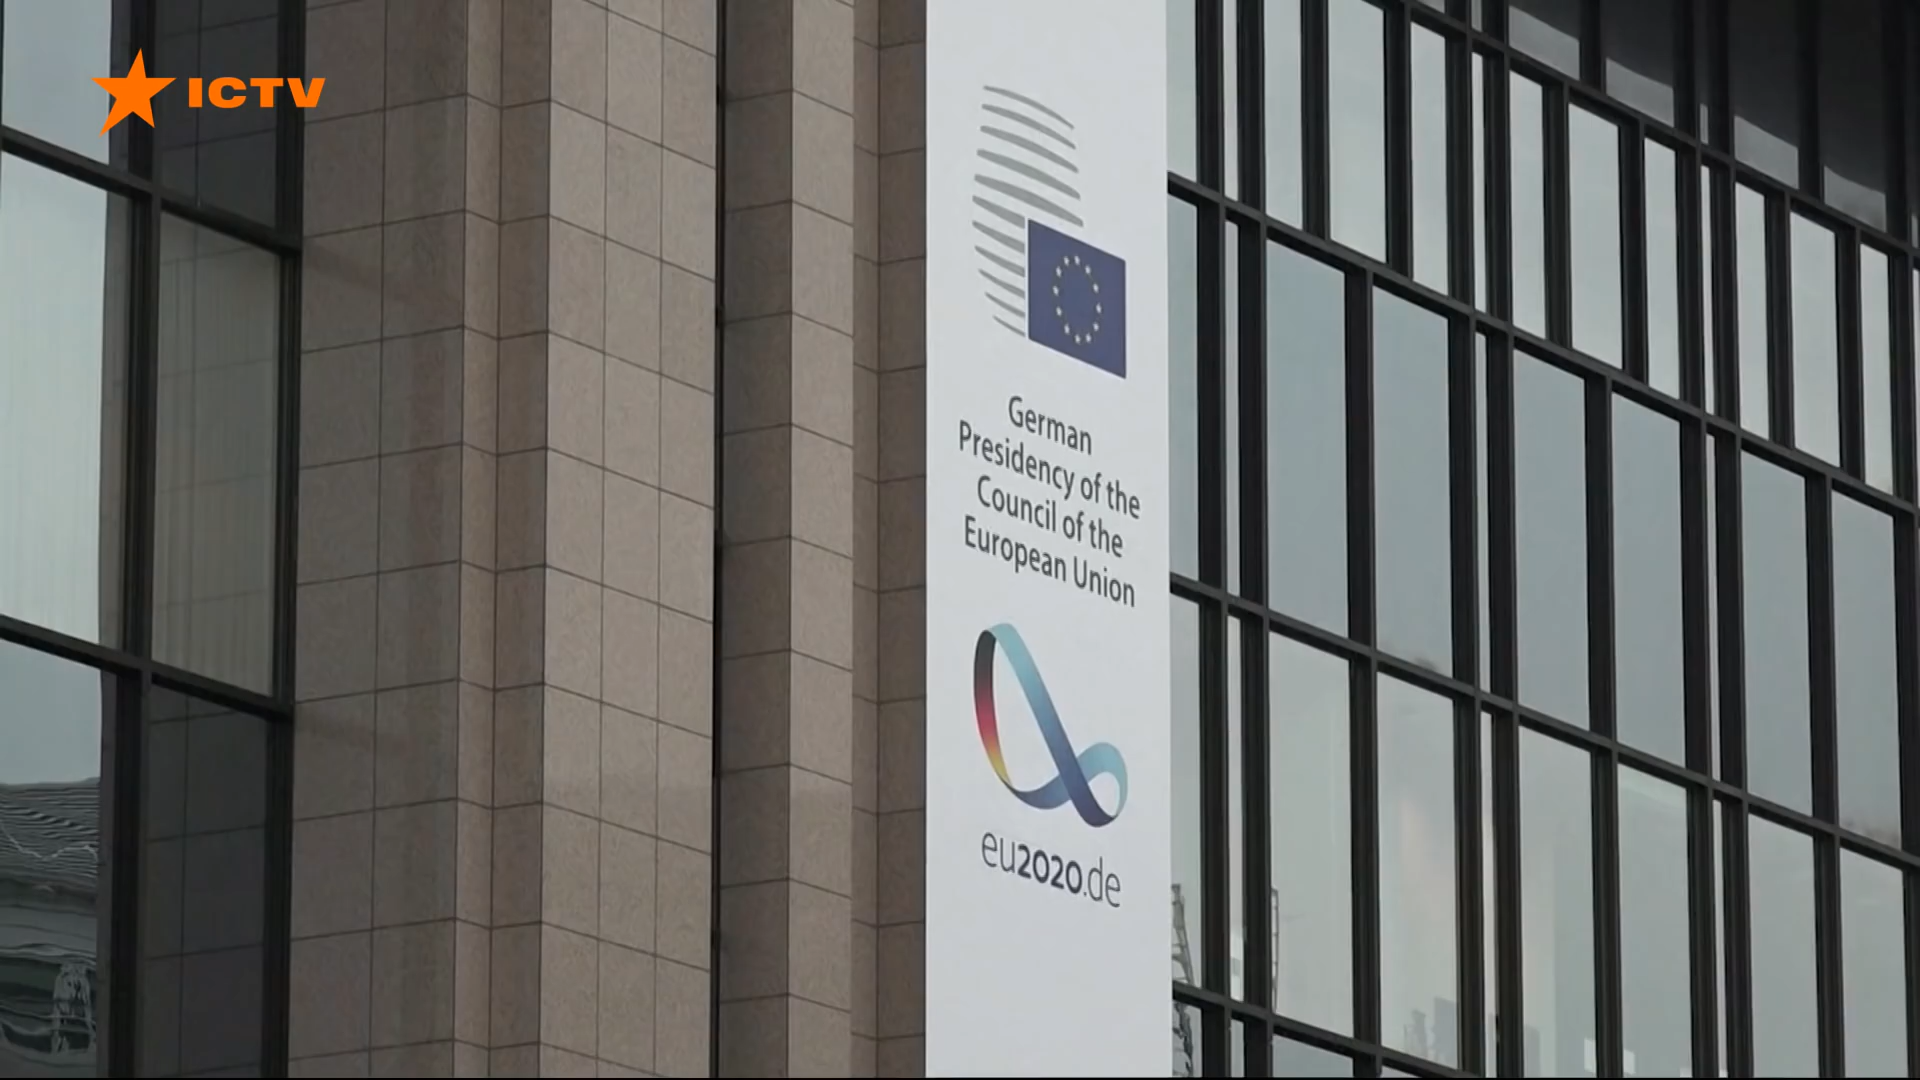 ICTV
German
Presidency of the
Council of the
European Union
eu2020.de